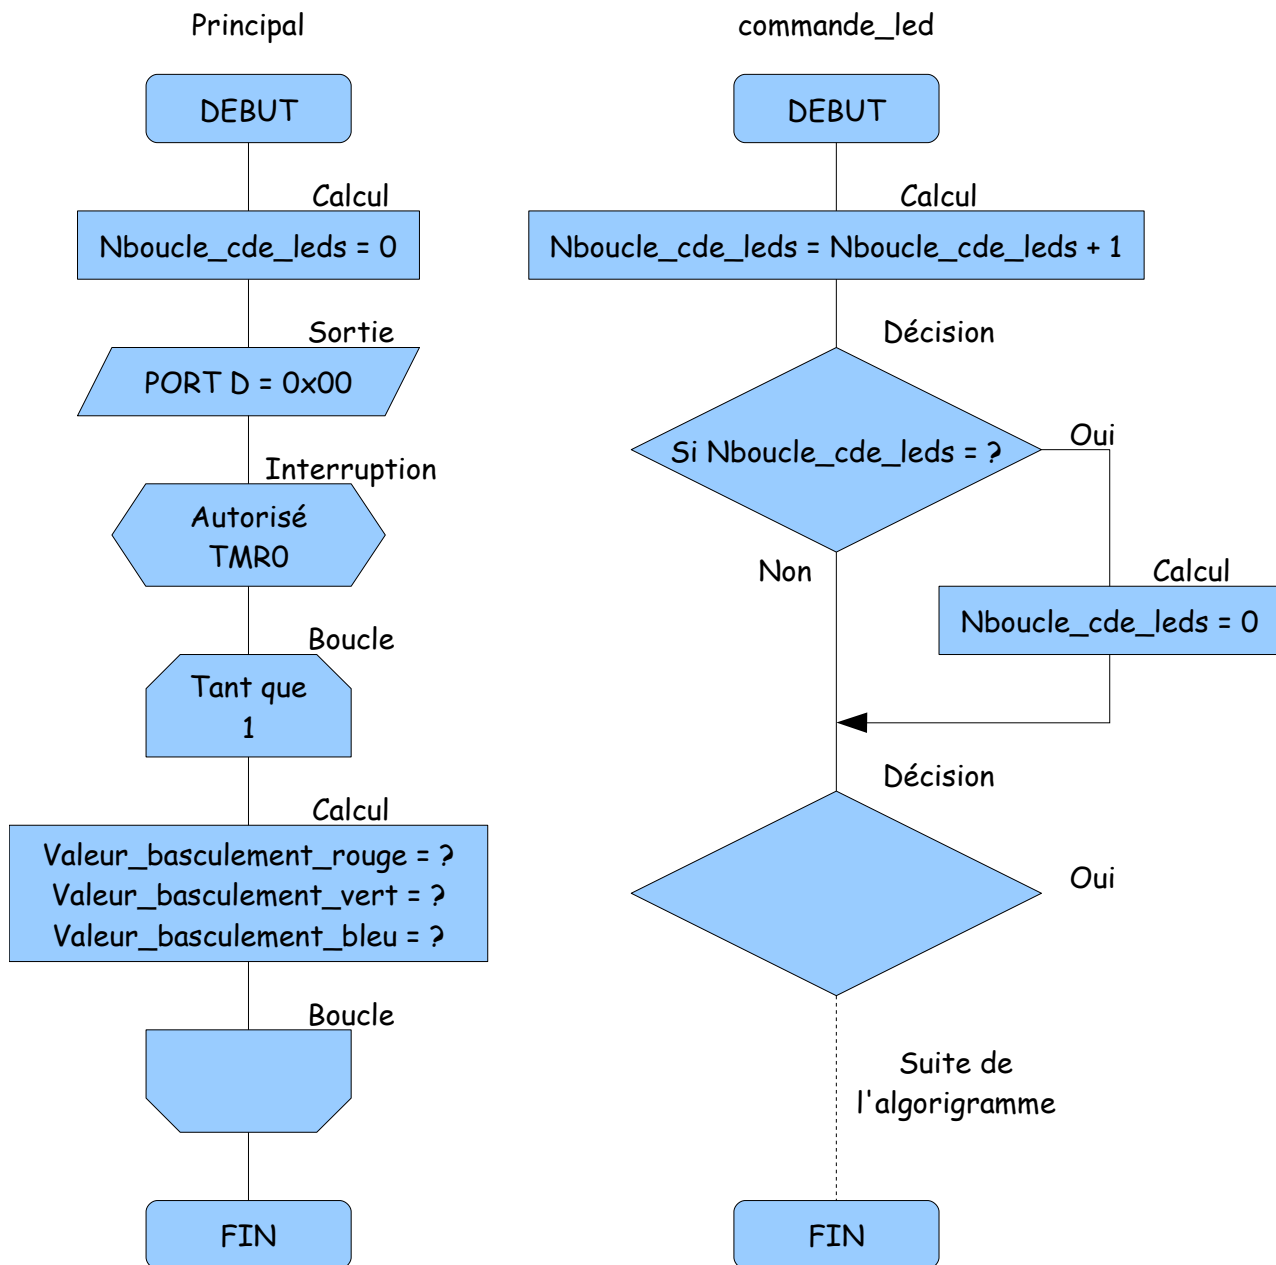 Principal
DEBUT
Calcul
Nboucle_cde_leds = 0
Sortie
PORT D = 0x00
Interruption
Autorisé
TMR0
Boucle
Tant que
1
Calcul
Valeur_basculement_rouge = ?
Valeur_basculement_vert = ?
Valeur_basculement_bleu = ?
Boucle
FIN
commande_led
DEBUT
Calcul
Nboucle_cde_leds = Nboucle_cde_leds + 1
Décision
Si Nboucle_cde_leds = ?
Oui
Non
Calcul
Nboucle_cde_leds = 0
Décision
Oui
Suite de
l'algorigramme
FIN